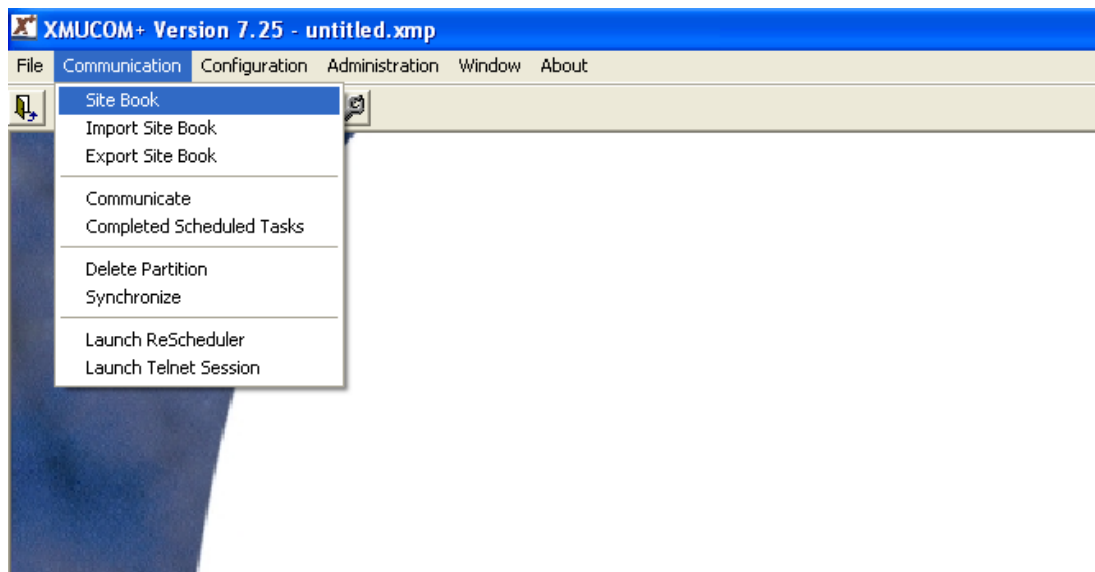 XMUCOM+ Version 7.25 - untitled.xmp
File Communication Configuration Administration Window About
Site Book
Import Site Book
Export Site Book
Communicate
Completed Scheduled Tasks
Delete Partition
Synchronize
Launch ReScheduler
Launch Telnet Session